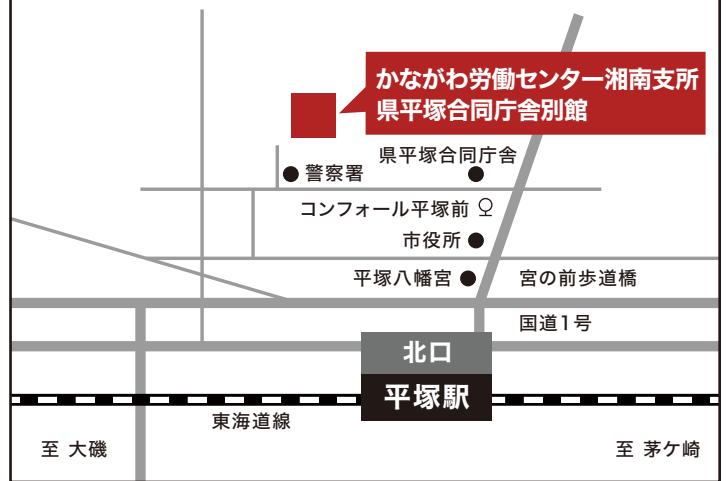 かながわ労働センター湘南支所
県平塚合同庁舎別館
県平塚合同庁舎
警察署
コンフォール平塚前
市役所
平塚八幡宮
宮の前歩道橋
国道1号
北口
平塚駅
東海道線
至 大磯
至 茅ケ崎